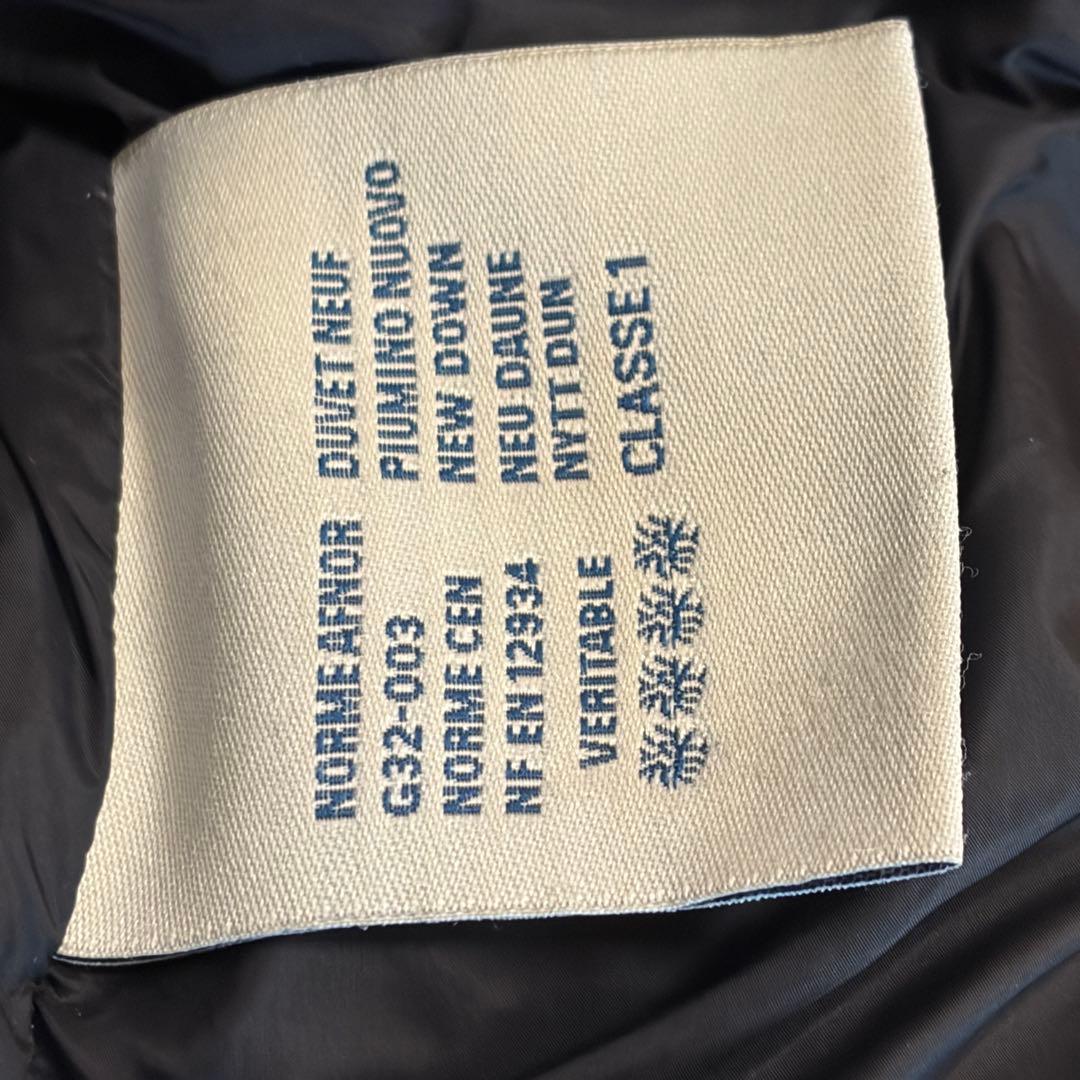 NORME AFNOR
G32-003
NORME CEN
NF EN 12934
VERITABLE
DUVET NEUF
PIUMINO NUOVO
NEW DOWN
NEU DAUNE
NYTT DUN
CLASSE 1